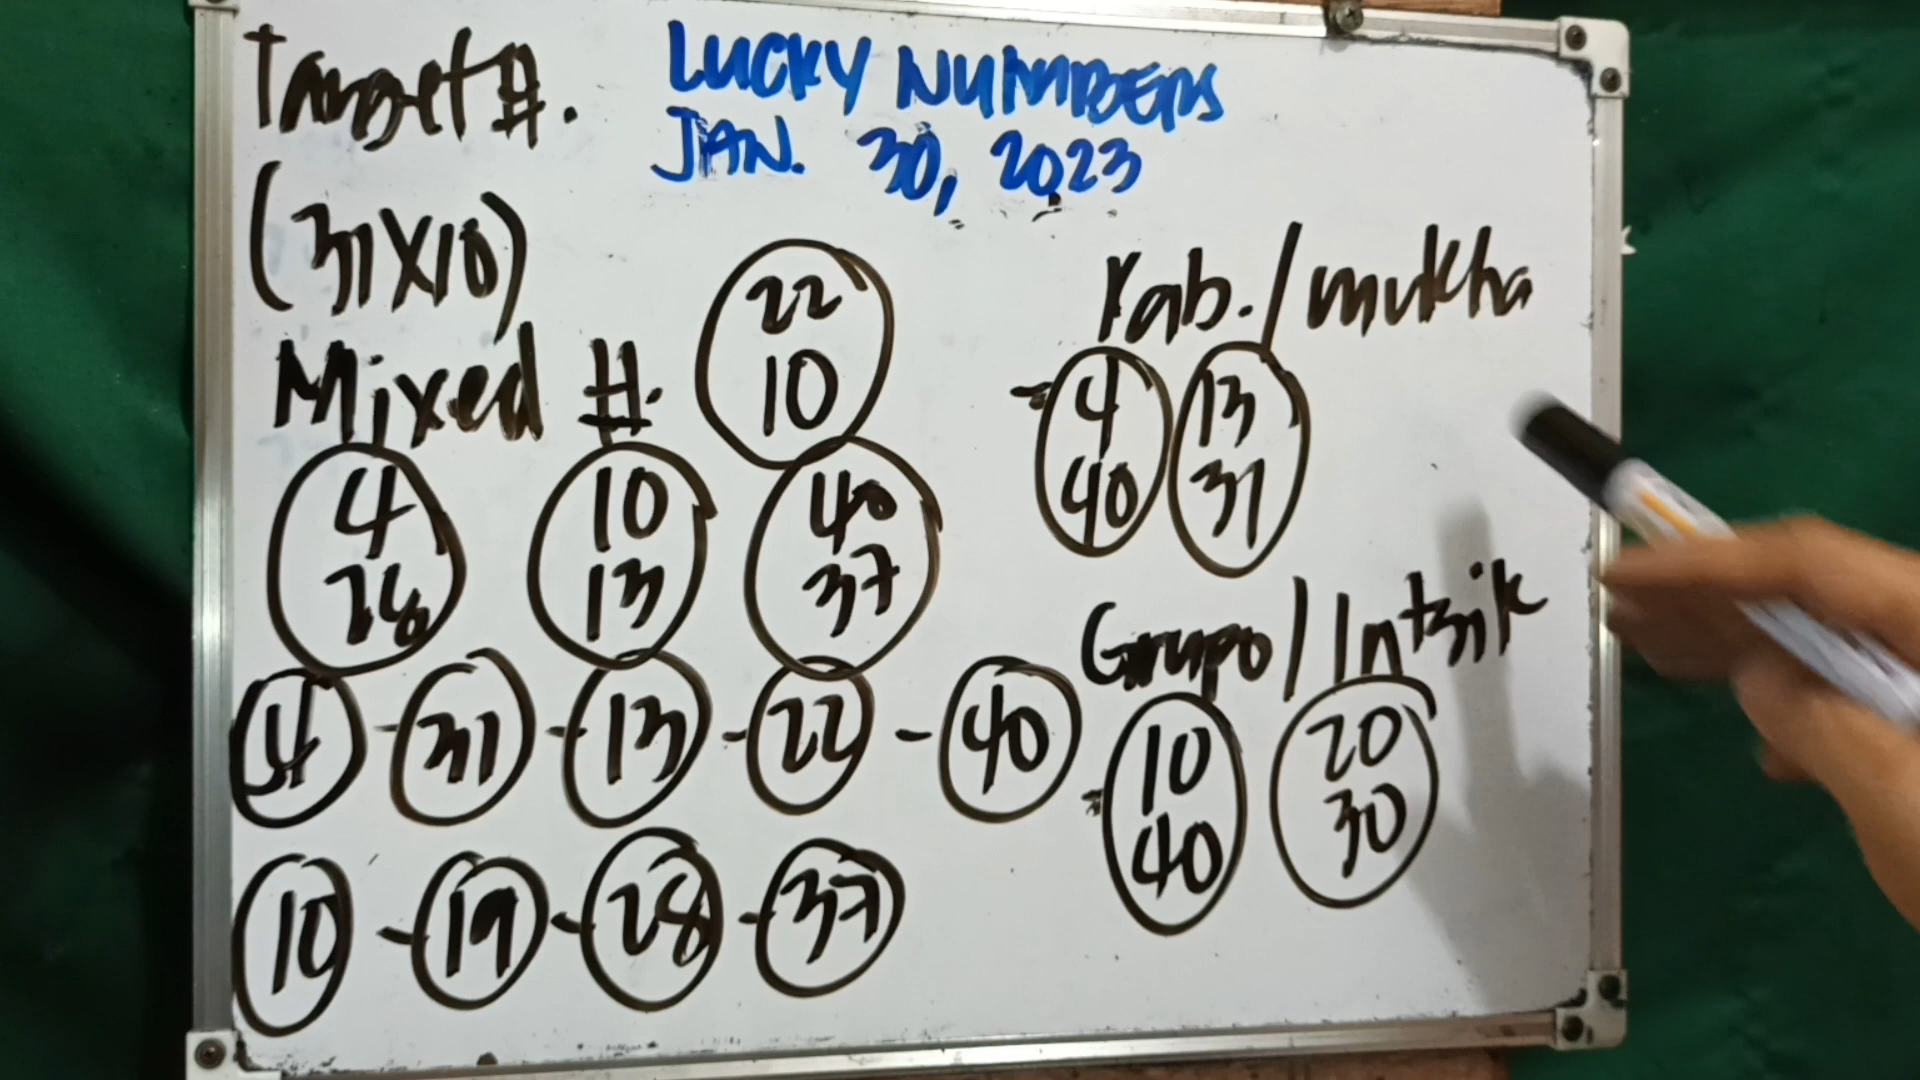 Target #.
(31X10)
LUCKY NUMBERS
JAN. 30, 2023
Mixed #.
22
10
4
28
10
13
40
37
4 - 31 - 13 - 22 - 40
10 - 19 - 28 - 37
Kab. / mukha
- 4
40
13
31
Grupo / Intsik
- 10
40
20
30